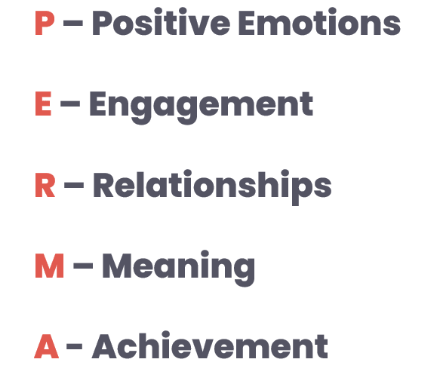 P – Positive Emotions
E – Engagement
R – Relationships
M – Meaning
A - Achievement